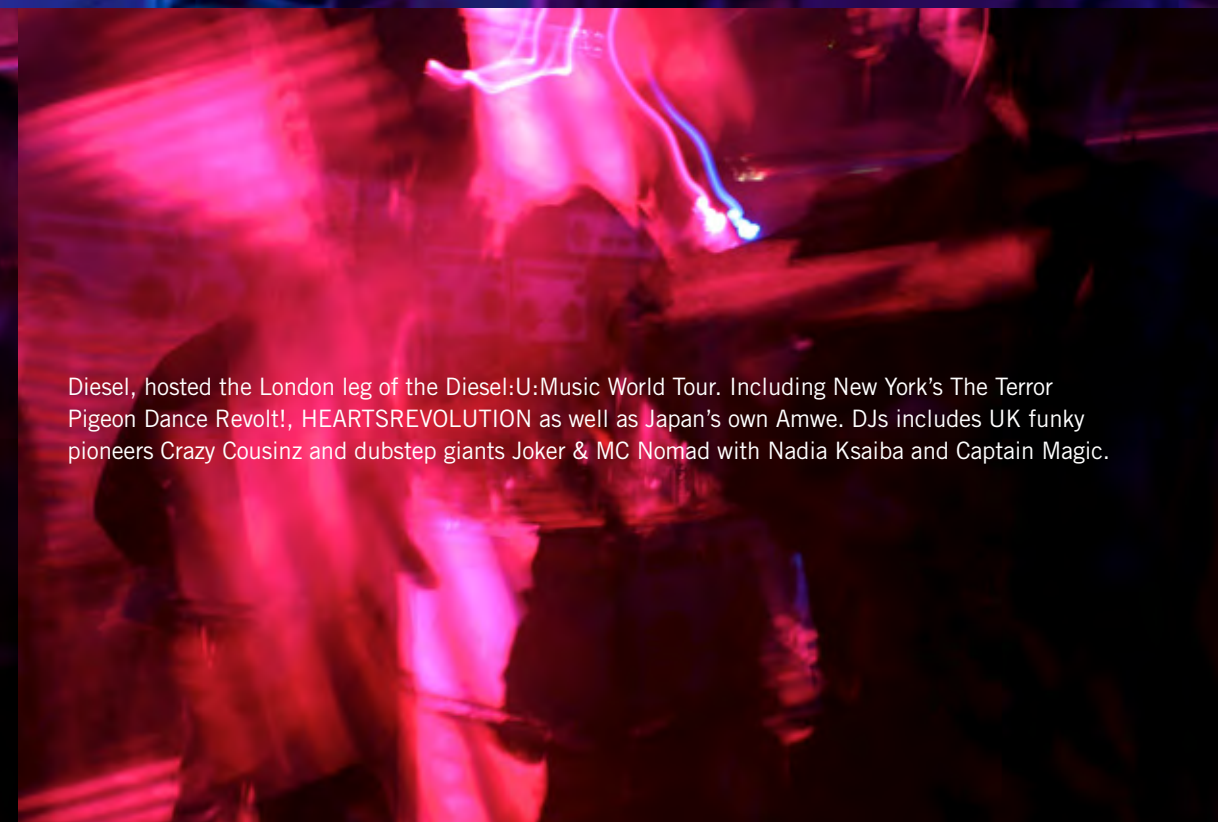 Diesel, hosted the London leg of the Diesel:U:Music World Tour. Including New York’s The Terror
Pigeon Dance Revolt!, HEARTSREVOLUTION as well as Japan’s own Amwe. DJs includes UK funky
pioneers Crazy Cousinz and dubstep giants Joker & MC Nomad with Nadia Ksaiba and Captain Magic.